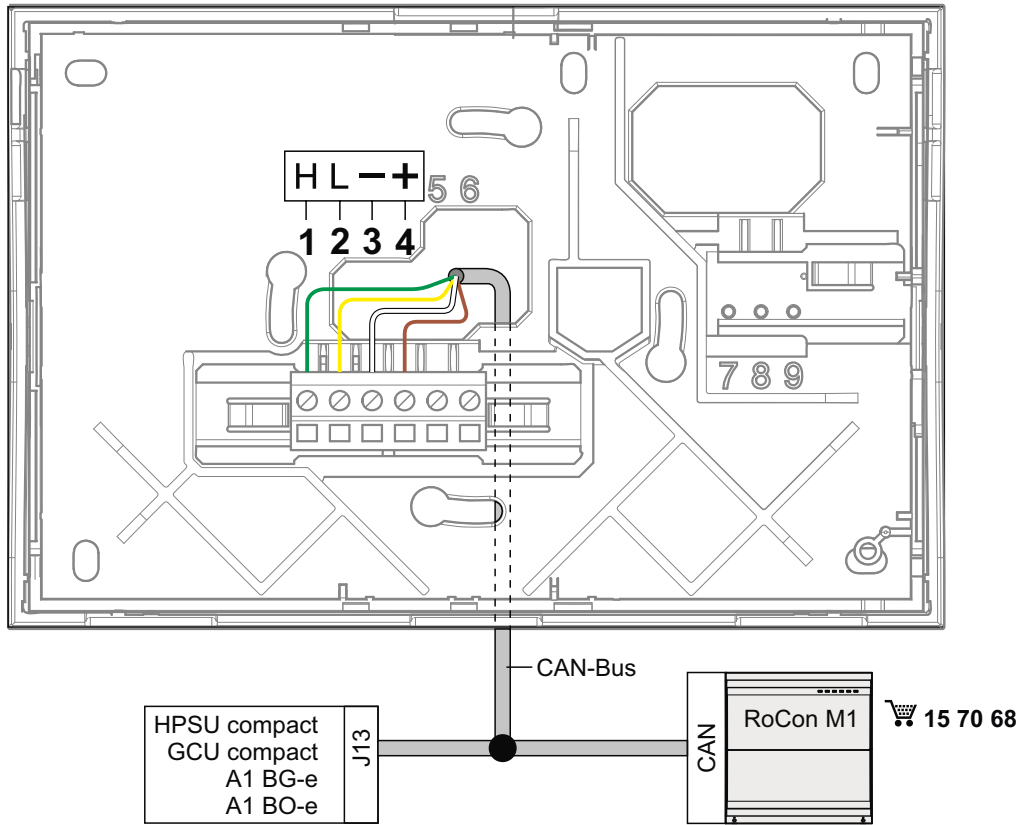 H L − +
5 6
1 2 3 4
7 8 9
CAN-Bus
HPSU compact
GCU compact
A1 BG-e
A1 BO-e
J13
CAN
RoCon M1
15 70 68